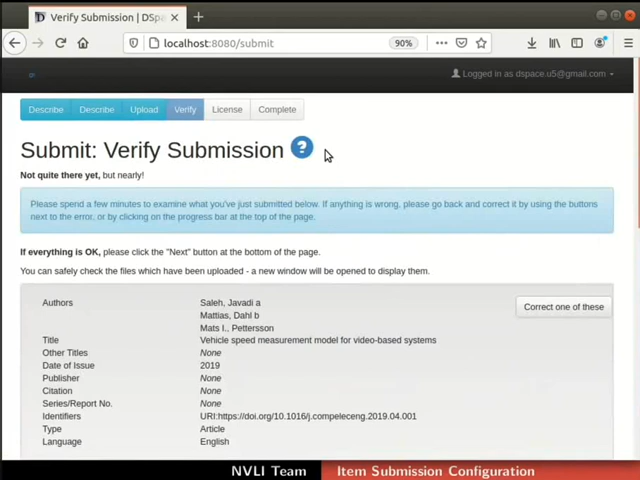 Verify Submission | DSpa
localhost:8080/submit
90%
Logged in as dspace.u5@gmail.com
Describe
Describe
Upload
Verify
License
Complete
Submit: Verify Submission ?
Not quite there yet, but nearly!
Please spend a few minutes to examine what you've just submitted below. If anything is wrong, please go back and correct it by using the buttons
next to the error, or by clicking on the progress bar at the top of the page.
If everything is OK, please click the "Next" button at the bottom of the page.
You can safely check the files which have been uploaded - a new window will be opened to display them.
Authors Saleh, Javadi a
Correct one of these
Mattias, Dahl b
Mats I., Pettersson
Title Vehicle speed measurement model for video-based systems
Other Titles None
Date of Issue 2019
Publisher None
Citation None
Series/Report No. None
Identifiers URI:https://doi.org/10.1016/j.compeleceng.2019.04.001
Type Article
Language English
NVLI Team Item Submission Configuration